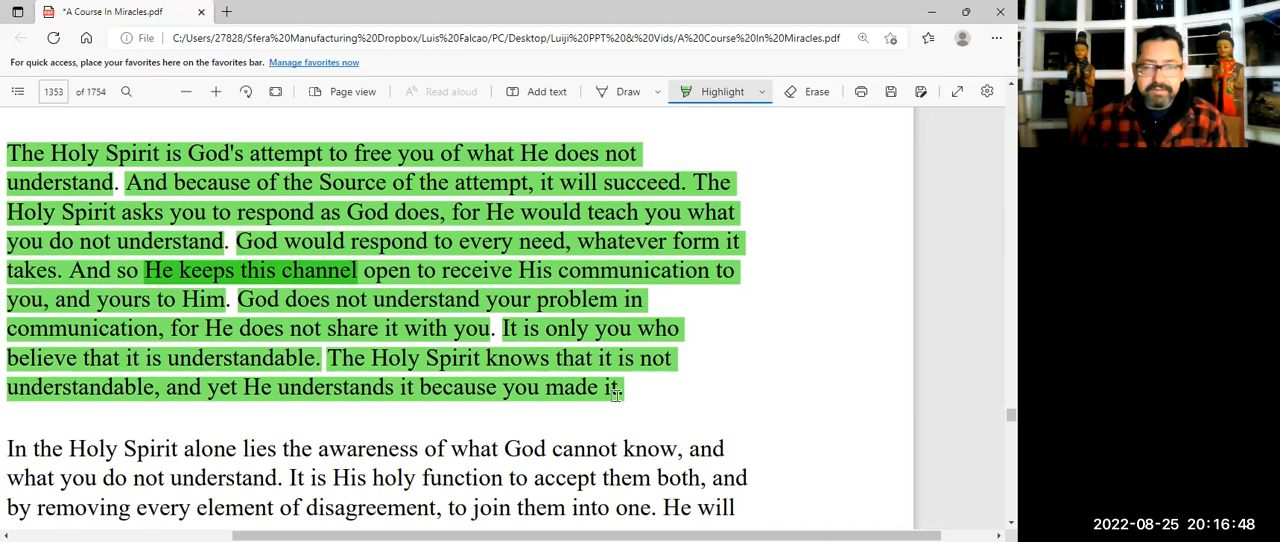 *A Course In Miracles.pdf
File C:/Users/27828/Sfera%20Manufacturing%20Dropbox/Luis%20Falcao/PC/Desktop/Luiji%20PPT%20&%20Vids/A%20Course%20In%20Miracles.pdf
For quick access, place your favorites here on the favorites bar. Manage favorites now
1353 of 1754 Page view Read aloud Add text Draw Highlight Erase
The Holy Spirit is God's attempt to free you of what He does not
understand. And because of the Source of the attempt, it will succeed. The
Holy Spirit asks you to respond as God does, for He would teach you what
you do not understand. God would respond to every need, whatever form it
takes. And so He keeps this channel open to receive His communication to
you, and yours to Him. God does not understand your problem in
communication, for He does not share it with you. It is only you who
believe that it is understandable. The Holy Spirit knows that it is not
understandable, and yet He understands it because you made it.
In the Holy Spirit alone lies the awareness of what God cannot know, and
what you do not understand. It is His holy function to accept them both, and
by removing every element of disagreement, to join them into one. He will
2022-08-25 20:16:48